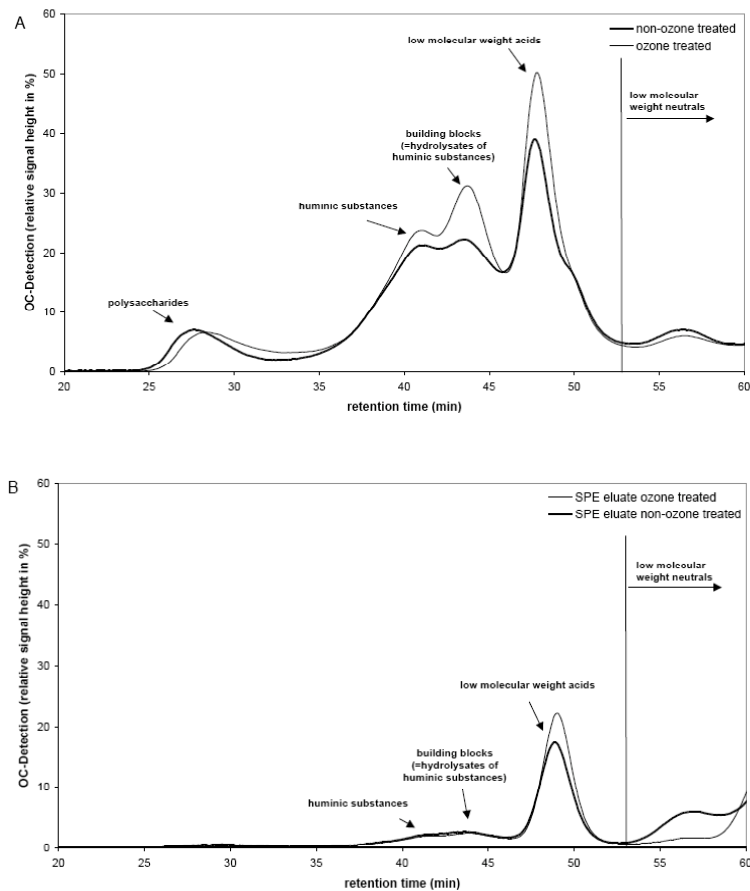 A
60
50
40
30
20
10
0
OC-Detection (relative signal height in %)
non-ozone treated
ozone treated
low molecular weight acids
low molecular
weight neutrals
building blocks
(=hydrolysates of
huminic substances)
huminic substances
polysaccharides
20 25 30 35 40 45 50 55 60
retention time (min)
B
60
50
40
30
20
10
0
OC-Detection (relative signal height in %)
SPE eluate ozone treated
SPE eluate non-ozone treated
low molecular
weight neutrals
low molecular weight acids
building blocks
(=hydrolysates of
huminic substances)
huminic substances
20 25 30 35 40 45 50 55 60
retention time (min)